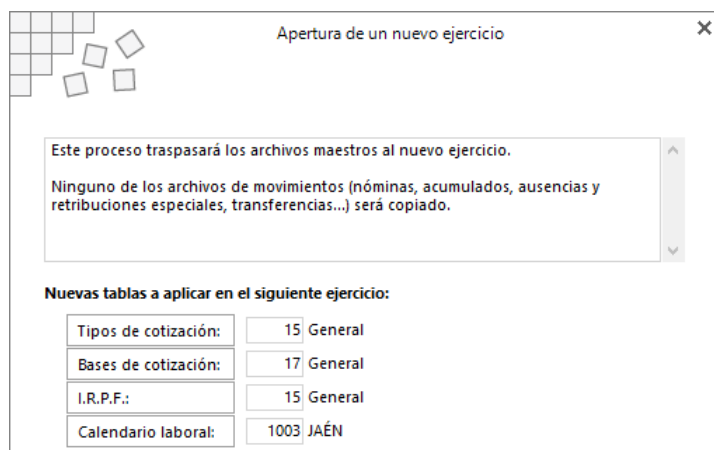 Apertura de un nuevo ejercicio
Este proceso traspasará los archivos maestros al nuevo ejercicio.
Ninguno de los archivos de movimientos (nóminas, acumulados, ausencias y
retribuciones especiales, transferencias...) será copiado.
Nuevas tablas a aplicar en el siguiente ejercicio:
Tipos de cotización: 15 General
Bases de cotización: 17 General
I.R.P.F.: 15 General
Calendario laboral: 1003 JAÉN